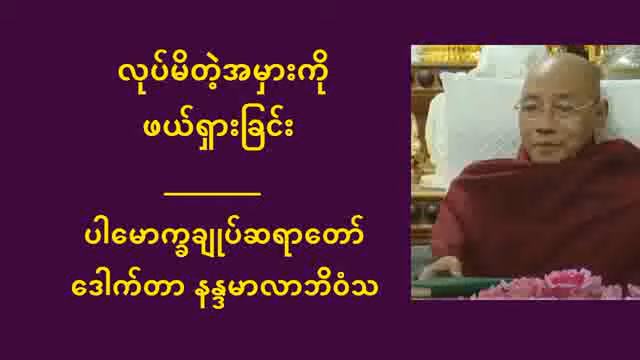 လုပ်မိတဲ့အမှားကို
ဖယ်ရှားခြင်း
ပါမောက္ခချုပ်ဆရာတော်
ဒေါက်တာ နန္ဒမာလာဘိဝံသ